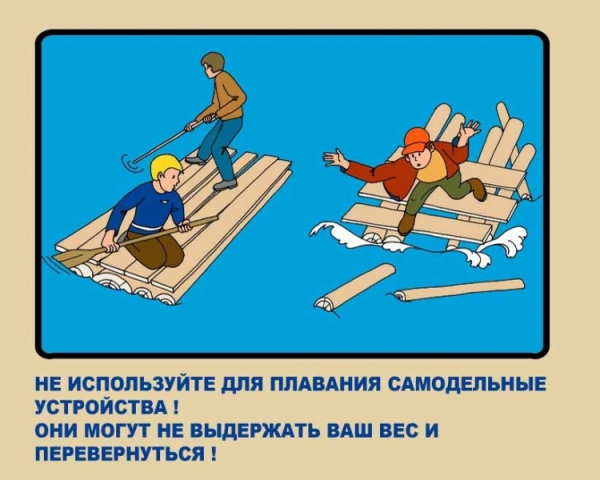 НЕ ИСПОЛЬЗУЙТЕ ДЛЯ ПЛАВАНИЯ САМОДЕЛЬНЫЕ
УСТРОЙСТВА !
ОНИ МОГУТ НЕ ВЫДЕРЖАТЬ ВАШ ВЕС И
ПЕРЕВЕРНУТЬСЯ !